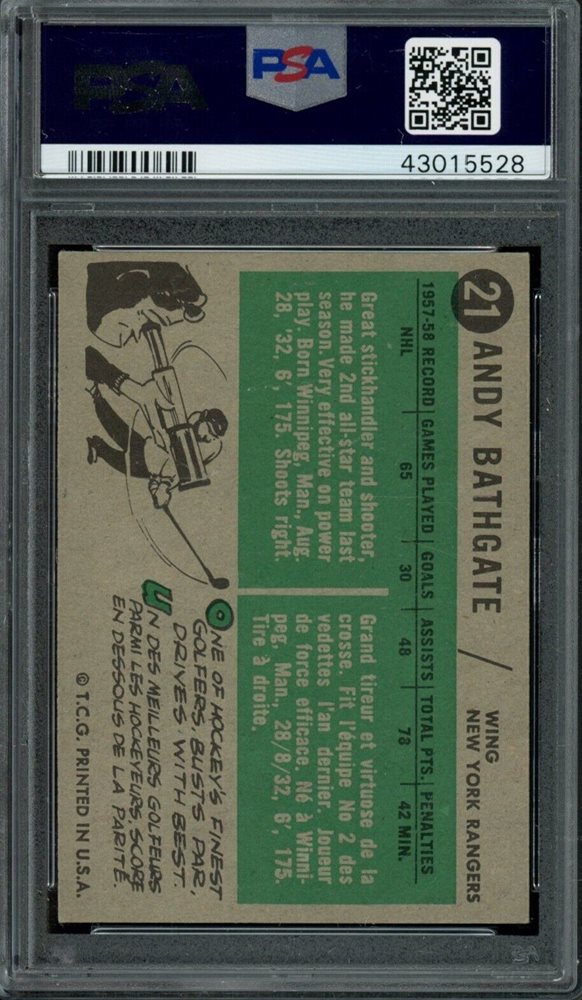 PSA
PSA
43015528
21 ANDY BATHGATE / WING
NEW YORK RANGERS
1957-58 RECORD | GAMES PLAYED | GOALS | ASSISTS | TOTAL PTS. | PENALTIES
NHL 65 30 48 78 42 MIN.
Great stickhandler and shooter,
he made 2nd all-star team last
season. Very effective on power
play. Born Winnipeg, Man., Aug.
28, '32, 6', 175. Shoots right.
Grand tireur et virtuose de la
crosse. Fit l'équipe No 2 des
vedettes l'an dernier. Joueur
de force efficace. Né à Winni-
peg, Man., 28/8/32, 6', 175.
Tire à droite.
ONE OF HOCKEY'S FINEST
GOLFERS, BUSTS PAR,
DRIVES WITH BEST.
UN DES MEILLEURS GOLFEURS
PARMI LES HOCKEYEURS, SCORE
EN DESSOUS DE LA PARITÉ.
© T.C.G. PRINTED IN U.S.A.